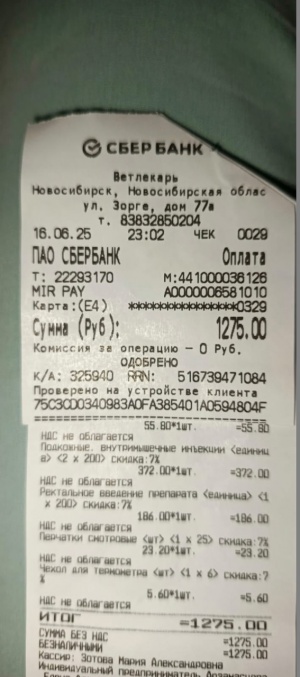 СБЕР БАНК
Ветлекарь
Новосибирск, Новосибирская облас
ул. Зорге, дом 77а
т. 83832850204
16.06.25 23:02 ЧЕК 0029
ПАО СБЕРБАНК Оплата
Т: 22293170 М:441000036126
MIR PAY A0000006581010
Карта:(E4) ****************0329
Сумма (Руб): 1275.00
Комиссия за операцию – 0 Руб.
ОДОБРЕНО
К/А: 325940 RRN: 516739471084
Проверено на устройстве клиента
75C3CD0340983A0FA385401A0594804F
55.80*1шт. =55.80
НДС не облагается
Подкожные, внутримышечные инъекции <единиц
а> <2 x 200> скидка:7%
372.00*1шт. =372.00
НДС не облагается
Ректальное введение препарата <единица> <1
x 200> скидка:7%
186.00*1шт. =186.00
НДС не облагается
Перчатки смотровые <шт> <1 x 25> скидка:7%
23.20*1шт. =23.20
НДС не облагается
Чехол для термометра <шт> <1 x 6> скидка:7
%
5.60*1шт. =5.60
НДС не облагается
ИТОГ =1275.00
СУММА БЕЗ НДС =1275.00
БЕЗНАЛИЧНЫМИ =1275.00
Кассир: Зотова Мария Александровна
Индивидуальный предприниматель